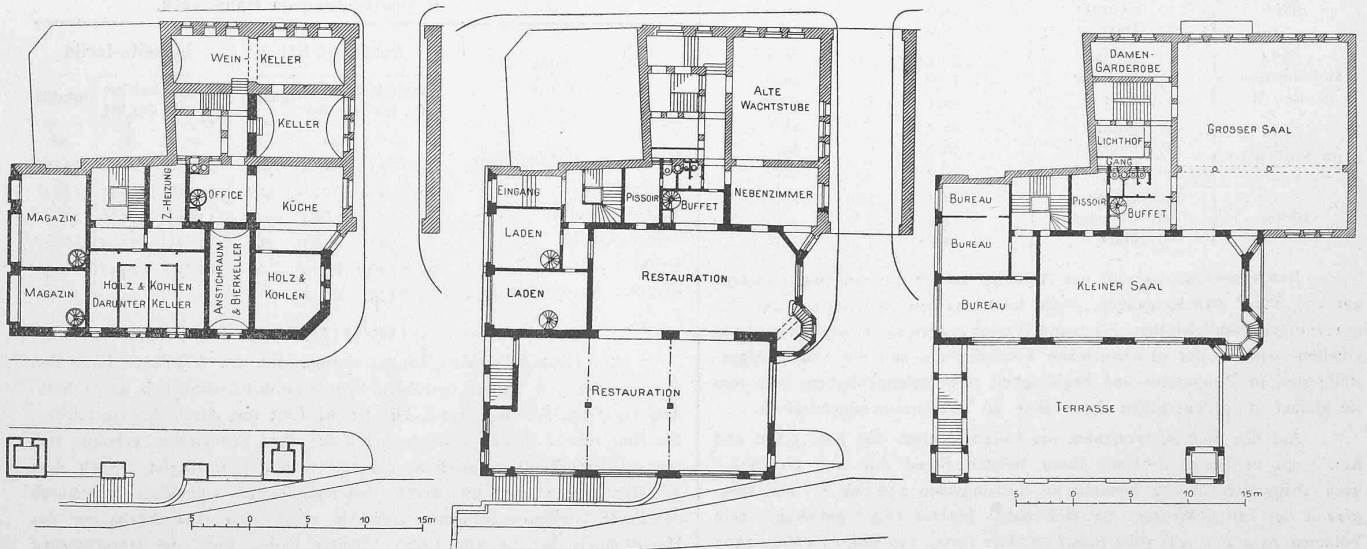 WEIN-KELLER
KELLER
Z-HEIZUNG
OFFICE
KÜCHE
MAGAZIN
MAGAZIN
HOLZ & KOHLEN
DARUNTER KELLER
ANSTICHRAUM
& BIERKELLER
HOLZ &
KOHLEN
5 0 5 10 15m
ALTE
WACHTSTUBE
EINGANG
PISSOIR
BUFFET
NEBENZIMMER
LADEN
LADEN
RESTAURATION
RESTAURATION
DAMEN-
GARDEROBE
LICHTHOF
GANG
GROSSER SAAL
BUREAU
PISSOIR
BUFFET
BUREAU
BUREAU
KLEINER SAAL
TERRASSE
5 0 5 10 15m